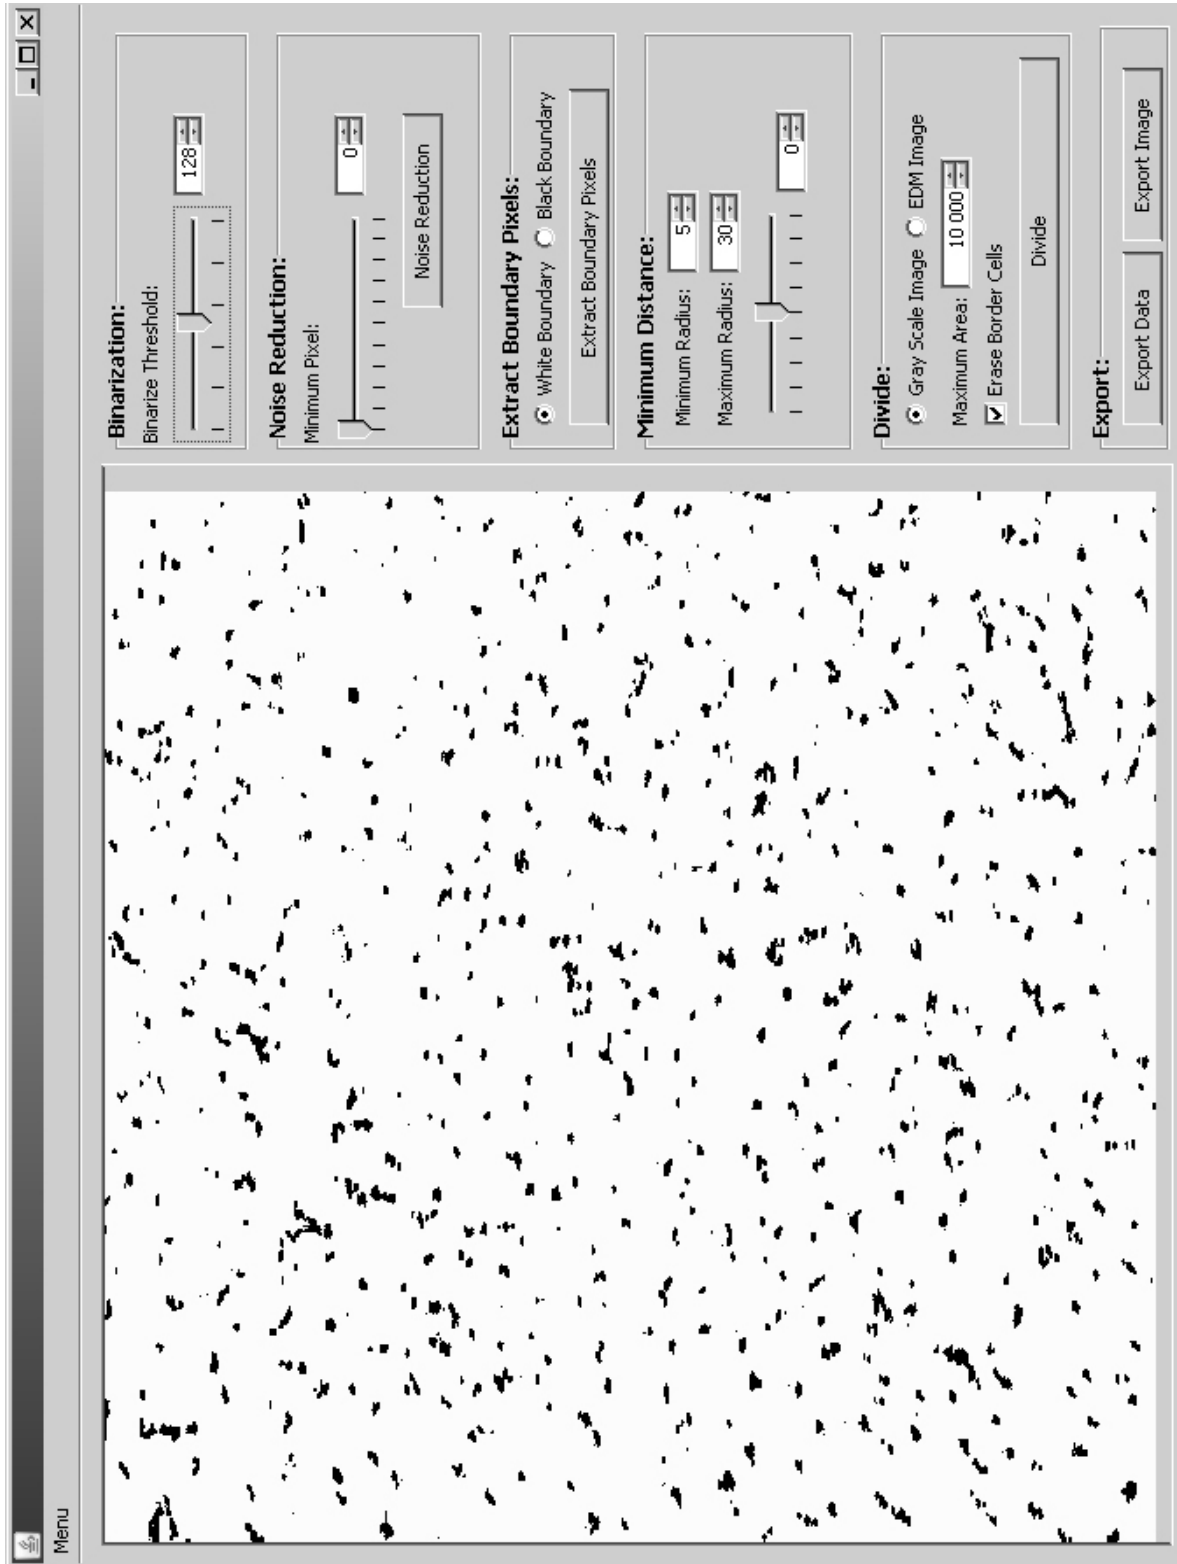 Menu
Binarization:
Binarize Threshold:
128
Noise Reduction:
Minimum Pixel:
0
Noise Reduction
Extract Boundary Pixels:
White Boundary Black Boundary
Extract Boundary Pixels
Minimum Distance:
Minimum Radius: 5
Maximum Radius: 30
0
Divide:
Gray Scale Image EDM Image
Maximum Area: 10 000
Erase Border Cells
Divide
Export:
Export Data Export Image